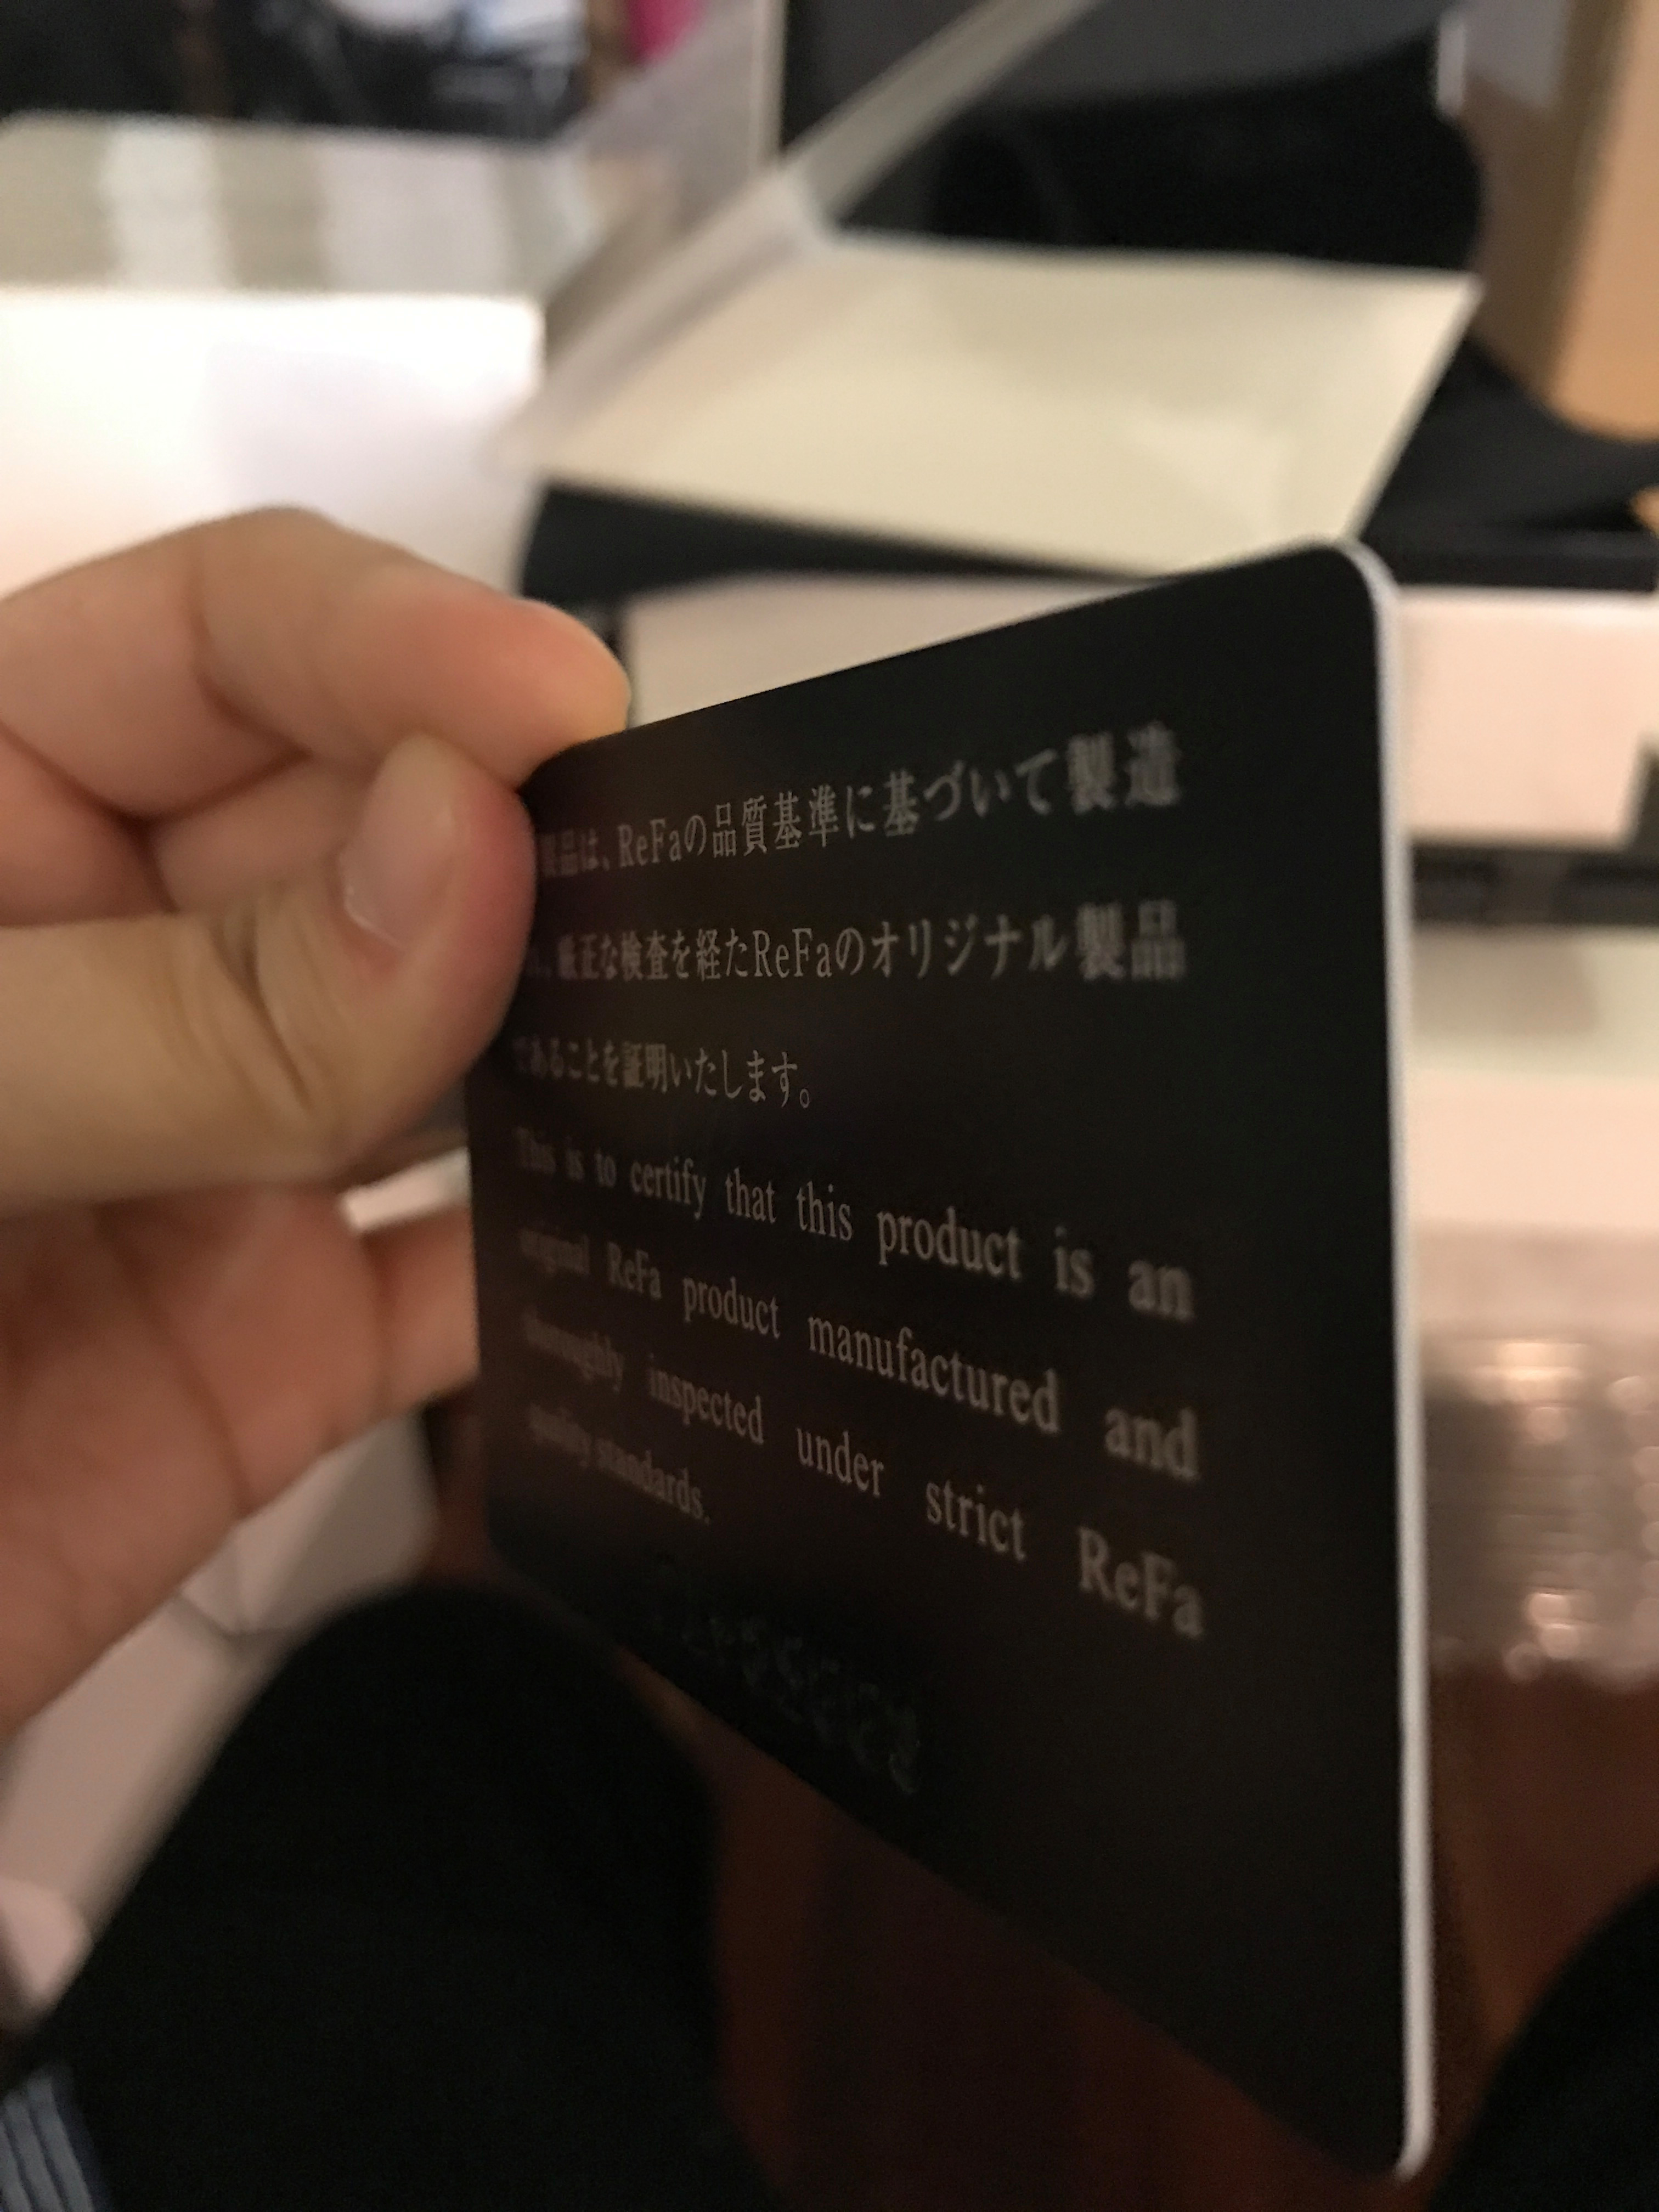 製品は、ReFaの品質基準に基づいて製造
、厳正な検査を経たReFaのオリジナル製品
であることを証明いたします。
This is to certify that this product is an
original ReFa product manufactured and
thoroughly inspected under strict ReFa
quality standards.